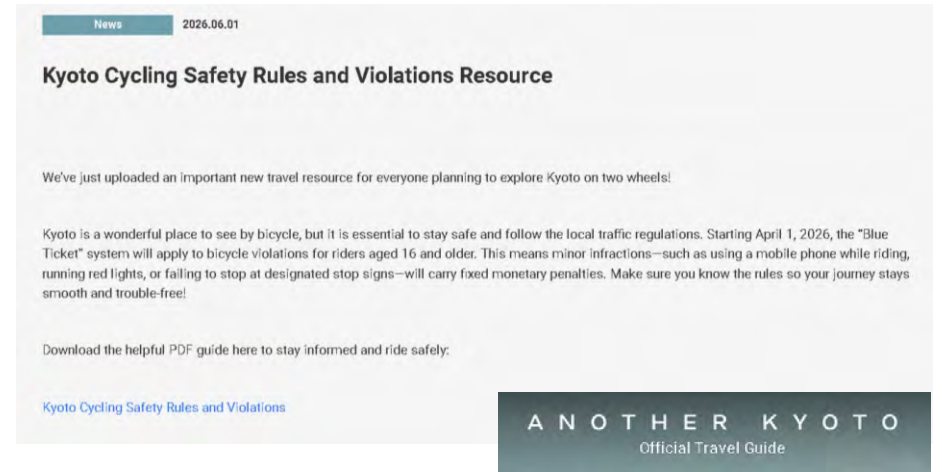 News
2026.06.01
Kyoto Cycling Safety Rules and Violations Resource
We've just uploaded an important new travel resource for everyone planning to explore Kyoto on two wheels!
Kyoto is a wonderful place to see by bicycle, but it is essential to stay safe and follow the local traffic regulations. Starting April 1, 2026, the "Blue
Ticket" system will apply to bicycle violations for riders aged 16 and older. This means minor infractions—such as using a mobile phone while riding,
running red lights, or failing to stop at designated stop signs—will carry fixed monetary penalties. Make sure you know the rules so your journey stays
smooth and trouble-free!
Download the helpful PDF guide here to stay informed and ride safely:
Kyoto Cycling Safety Rules and Violations
ANOTHER KYOTO
Official Travel Guide